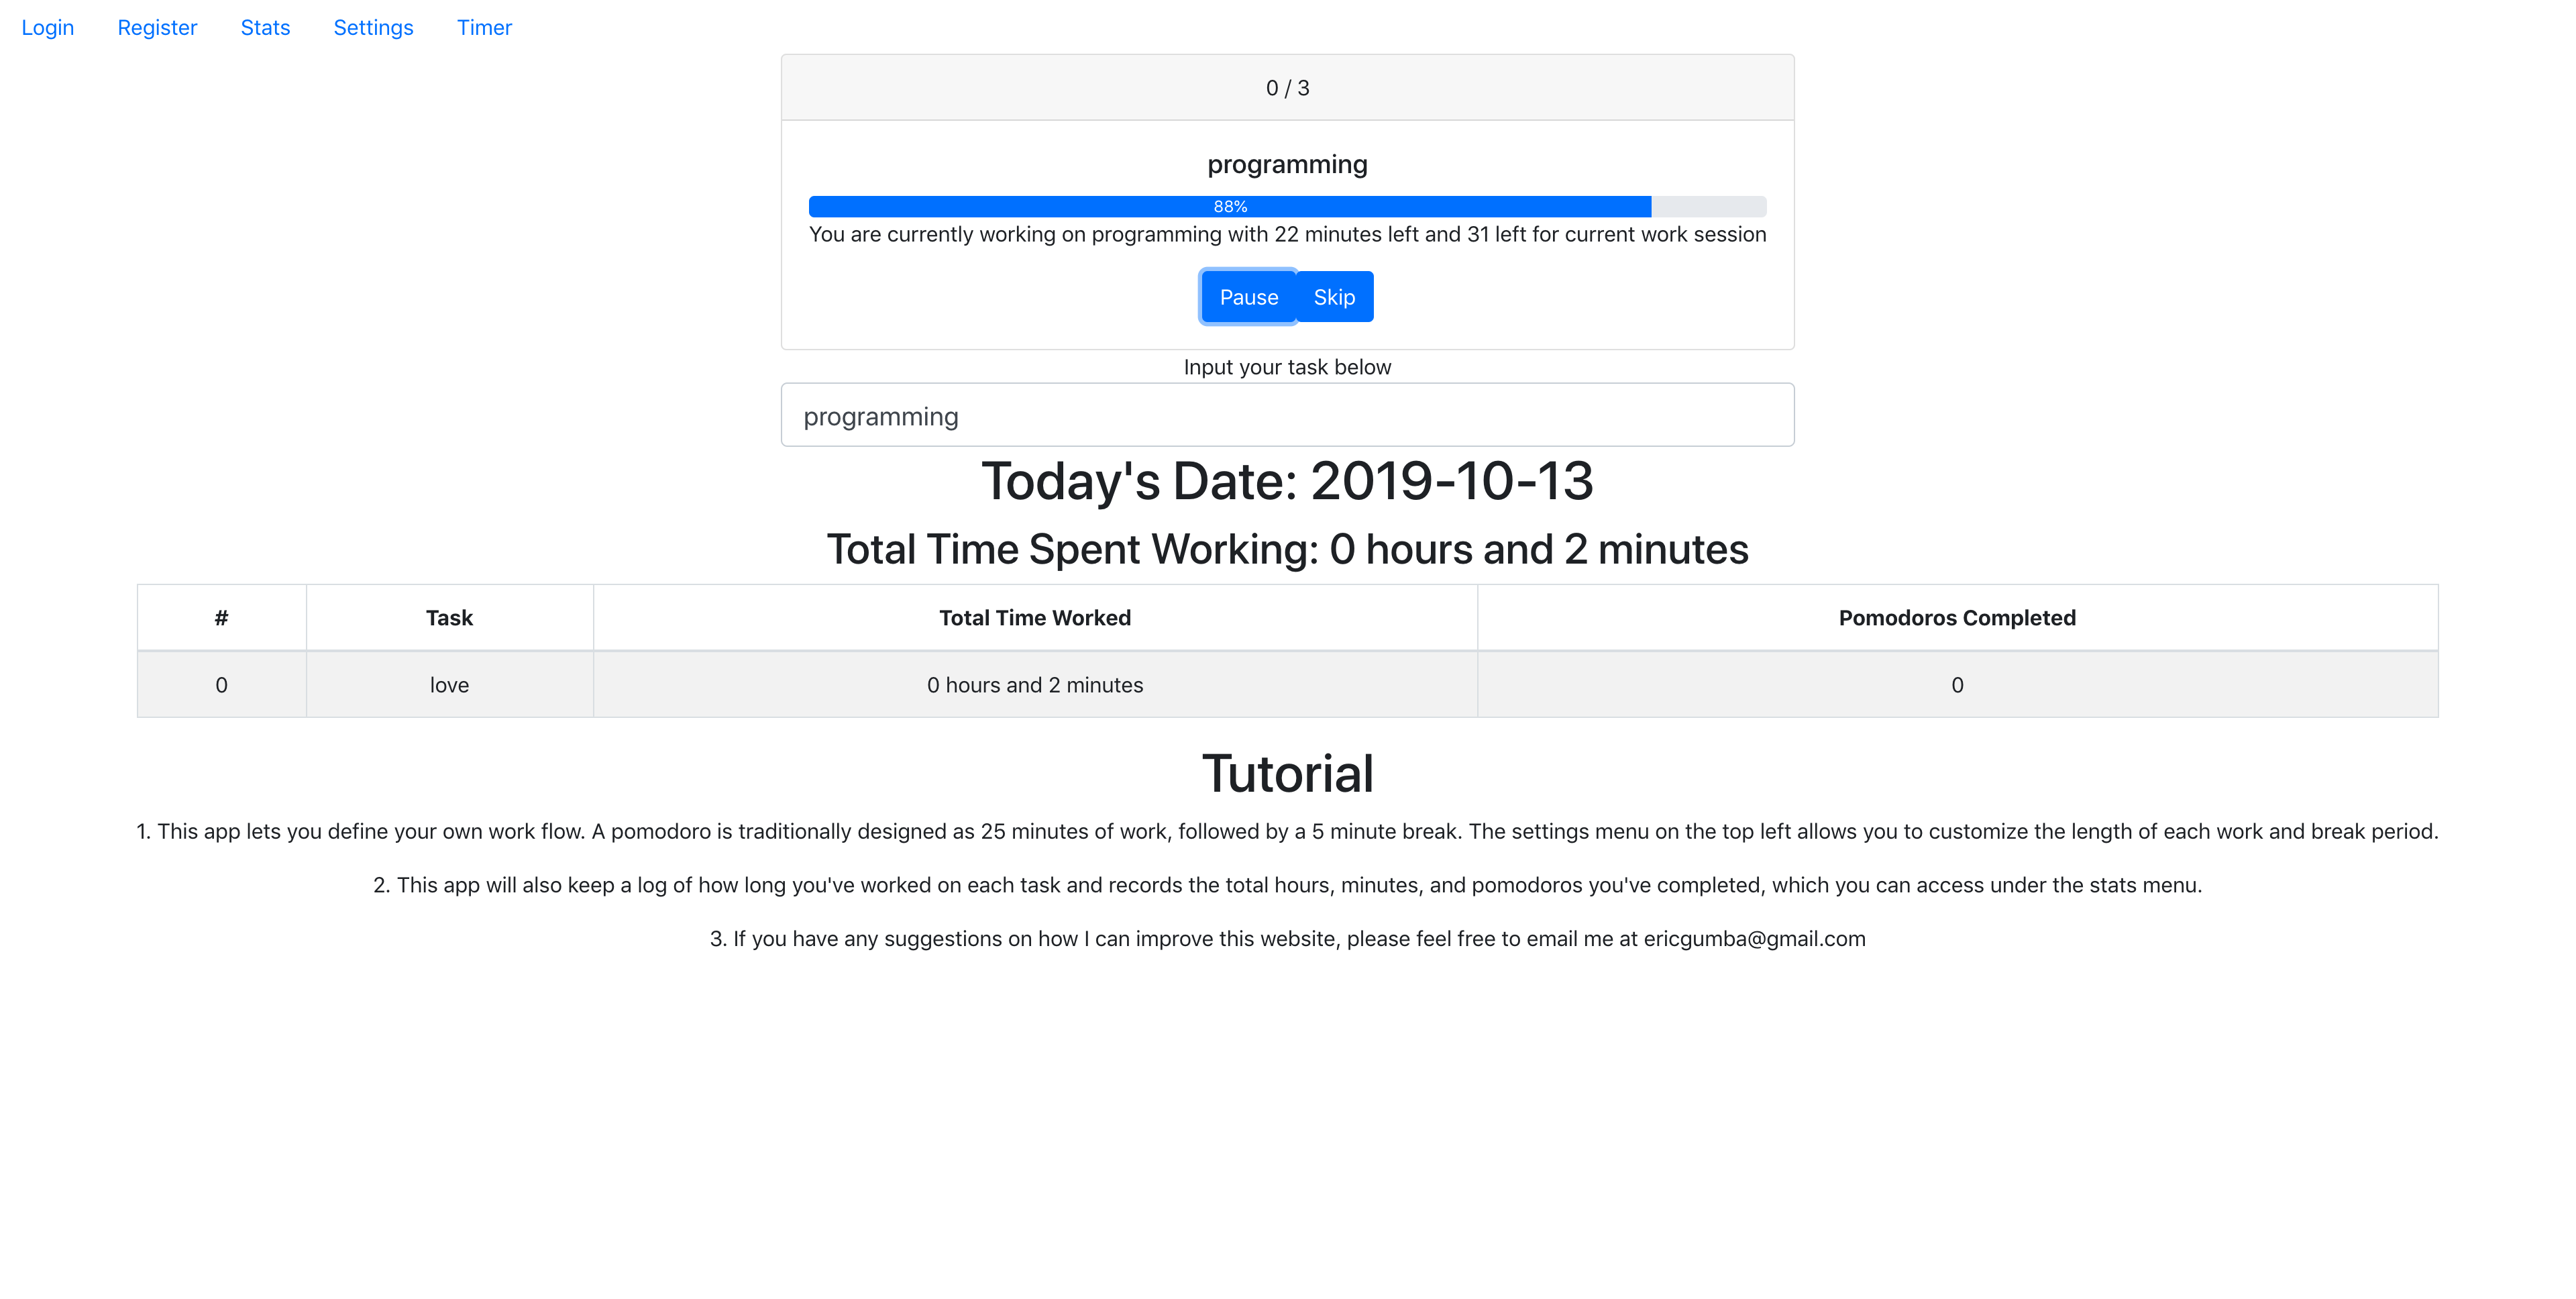 Login Register Stats Settings Timer
0 / 3
programming
88%
You are currently working on programming with 22 minutes left and 31 left for current work session
Pause Skip
Input your task below
programming
Today's Date: 2019-10-13
Total Time Spent Working: 0 hours and 2 minutes
# Task Total Time Worked Pomodoros Completed
0 love 0 hours and 2 minutes 0
Tutorial
1. This app lets you define your own work flow. A pomodoro is traditionally designed as 25 minutes of work, followed by a 5 minute break. The settings menu on the top left allows you to customize the length of each work and break period.
2. This app will also keep a log of how long you've worked on each task and records the total hours, minutes, and pomodoros you've completed, which you can access under the stats menu.
3. If you have any suggestions on how I can improve this website, please feel free to email me at ericgumba@gmail.com